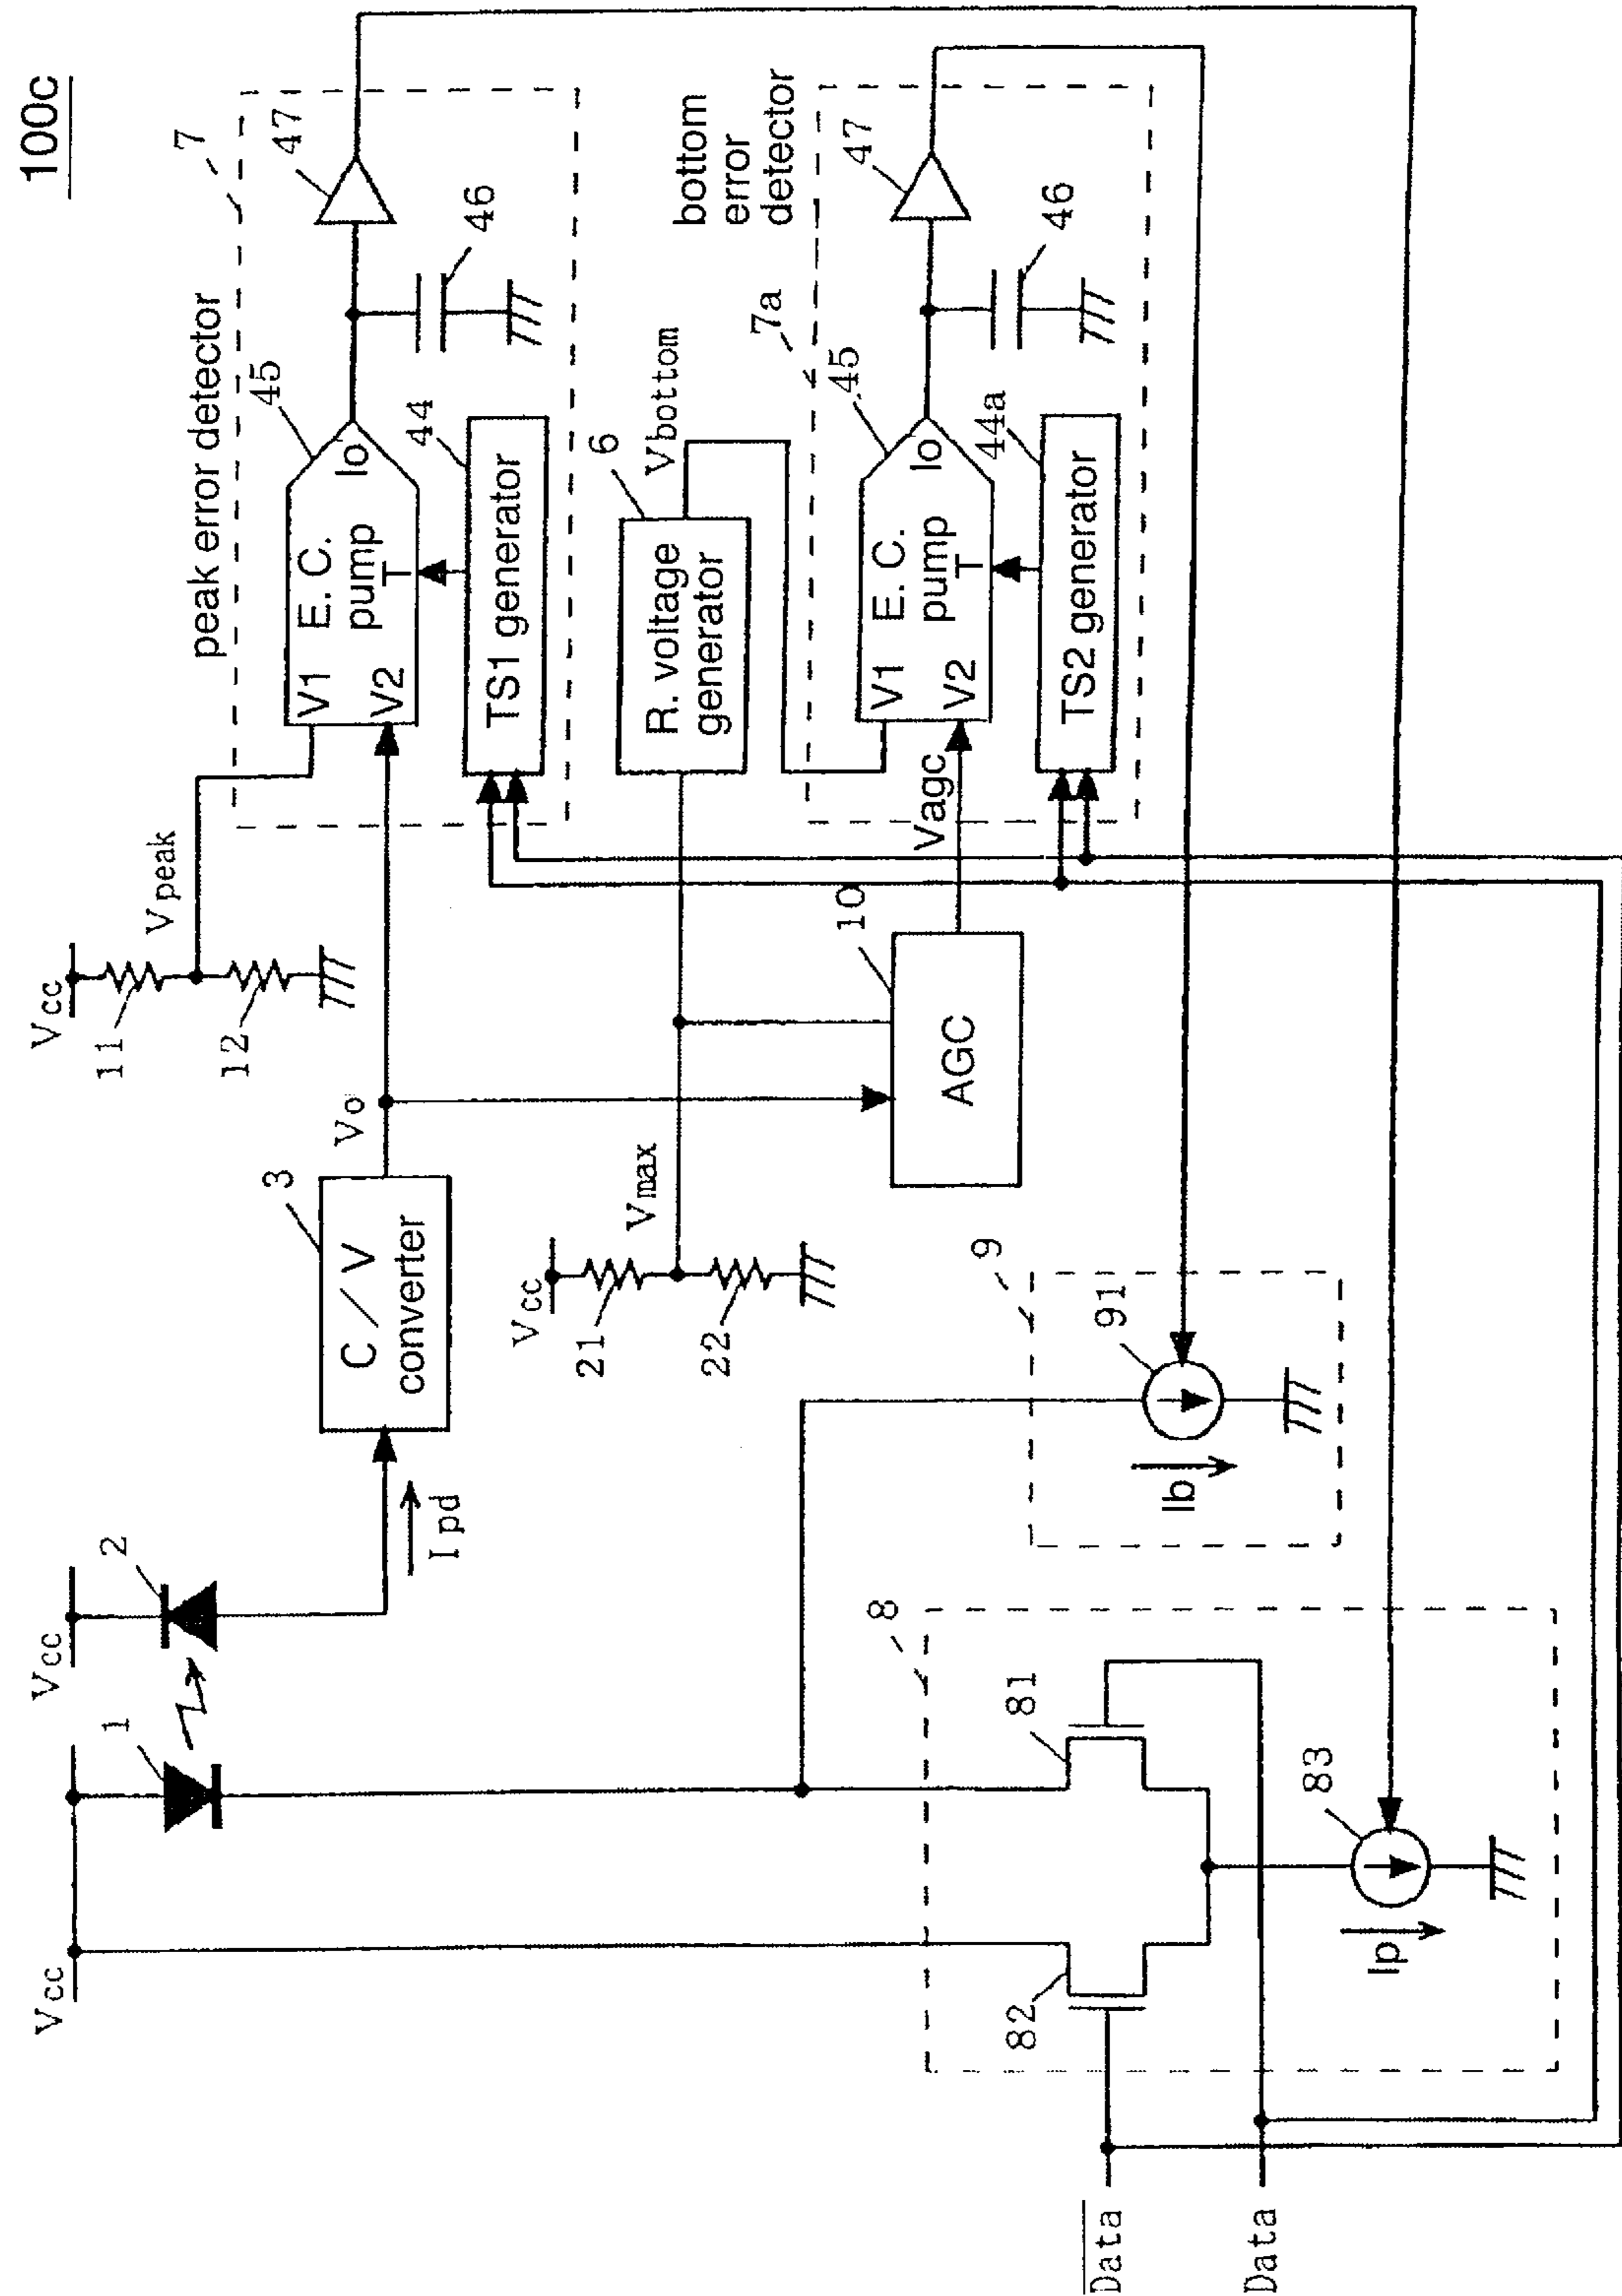 100c
peak error detector
7
47
45
46
V1
E. C.
pump
V2
Io
T
44
TS1 generator
Vcc
11
12
Vpeak
Vo
3
C / V
converter
Ipd
Vcc
2
1
Vcc
Vcc
21
22
Vmax
6
R. voltage
generator
Vbottom
bottom
error
detector
7a
47
45
46
V1
E. C.
pump
V2
Io
T
44a
TS2 generator
Vagc
10
AGC
9
91
Ib
8
81
82
83
Ip
Data
Data